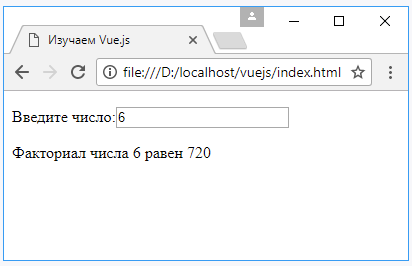 Изучаем Vue.js
file:///D:/localhost/vuejs/index.html
Введите число:6
Факториал числа 6 равен 720